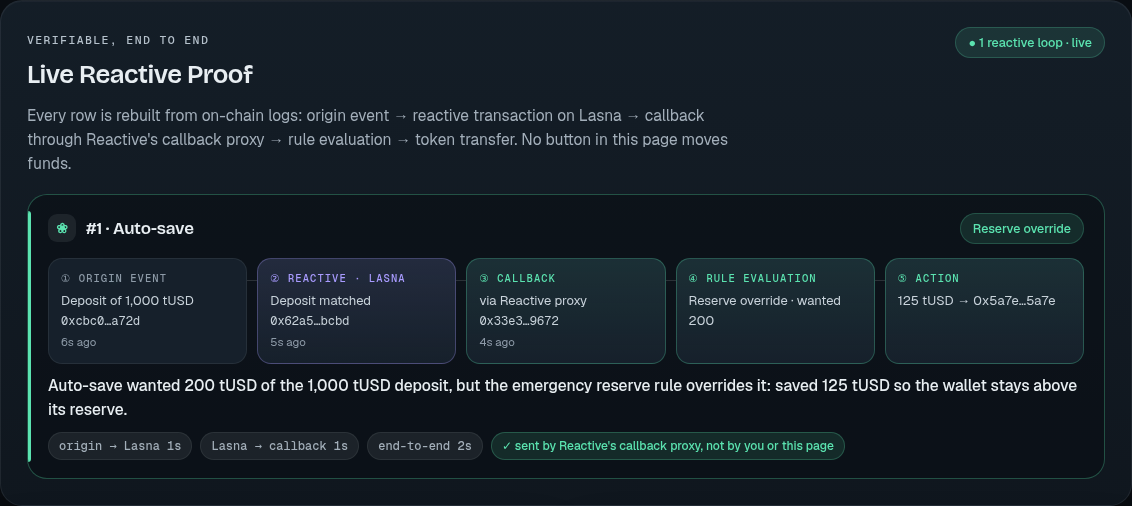 VERIFIABLE, END TO END
● 1 reactive loop · live
Live Reactive Proof
Every row is rebuilt from on-chain logs: origin event → reactive transaction on Lasna → callback
through Reactive's callback proxy → rule evaluation → token transfer. No button in this page moves
funds.
❀ #1 · Auto-save
Reserve override
① ORIGIN EVENT
Deposit of 1,000 tUSD
0xcbc0…a72d
6s ago
② REACTIVE · LASNA
Deposit matched
0x62a5…bcbd
5s ago
③ CALLBACK
via Reactive proxy
0x33e3…9672
4s ago
④ RULE EVALUATION
Reserve override · wanted
200
⑤ ACTION
125 tUSD → 0x5a7e…5a7e
Auto-save wanted 200 tUSD of the 1,000 tUSD deposit, but the emergency reserve rule overrides it: saved 125 tUSD so the wallet stays above
its reserve.
origin → Lasna 1s
Lasna → callback 1s
end-to-end 2s
✓ sent by Reactive's callback proxy, not by you or this page